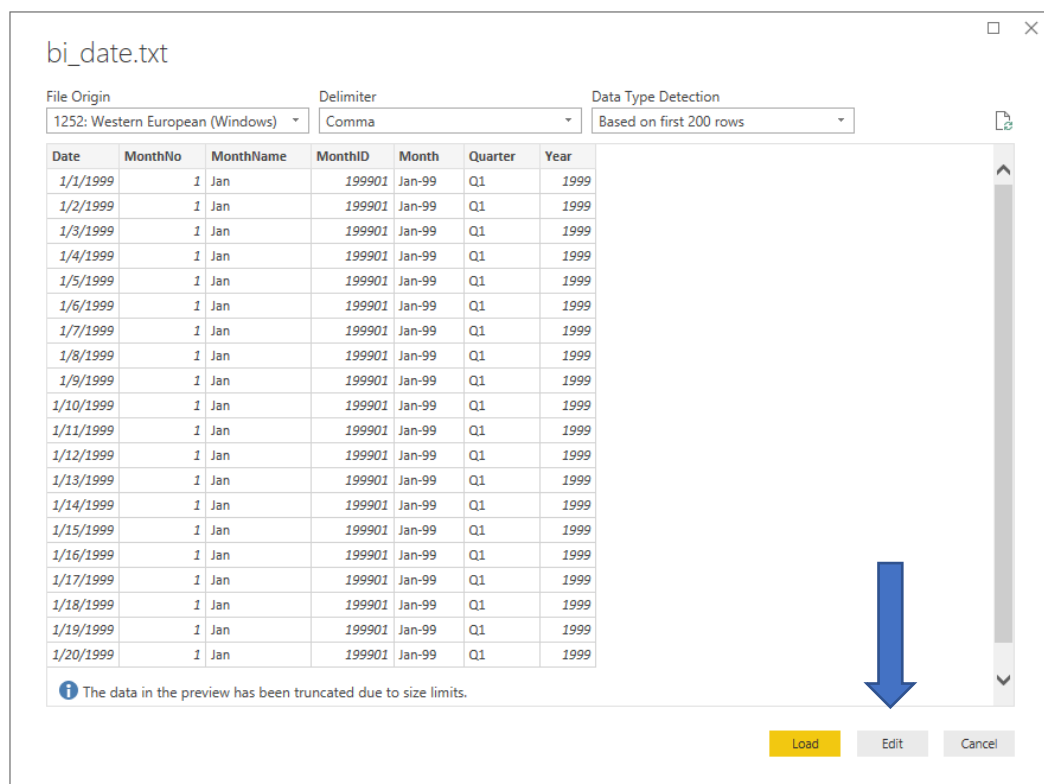 bi_date.txt
File Origin Delimiter Data Type Detection
1252: Western European (Windows) Comma Based on first 200 rows
Date MonthNo MonthName MonthID Month Quarter Year
1/1/1999 1 Jan 199901 Jan-99 Q1 1999
1/2/1999 1 Jan 199901 Jan-99 Q1 1999
1/3/1999 1 Jan 199901 Jan-99 Q1 1999
1/4/1999 1 Jan 199901 Jan-99 Q1 1999
1/5/1999 1 Jan 199901 Jan-99 Q1 1999
1/6/1999 1 Jan 199901 Jan-99 Q1 1999
1/7/1999 1 Jan 199901 Jan-99 Q1 1999
1/8/1999 1 Jan 199901 Jan-99 Q1 1999
1/9/1999 1 Jan 199901 Jan-99 Q1 1999
1/10/1999 1 Jan 199901 Jan-99 Q1 1999
1/11/1999 1 Jan 199901 Jan-99 Q1 1999
1/12/1999 1 Jan 199901 Jan-99 Q1 1999
1/13/1999 1 Jan 199901 Jan-99 Q1 1999
1/14/1999 1 Jan 199901 Jan-99 Q1 1999
1/15/1999 1 Jan 199901 Jan-99 Q1 1999
1/16/1999 1 Jan 199901 Jan-99 Q1 1999
1/17/1999 1 Jan 199901 Jan-99 Q1 1999
1/18/1999 1 Jan 199901 Jan-99 Q1 1999
1/19/1999 1 Jan 199901 Jan-99 Q1 1999
1/20/1999 1 Jan 199901 Jan-99 Q1 1999
The data in the preview has been truncated due to size limits.
Load Edit Cancel